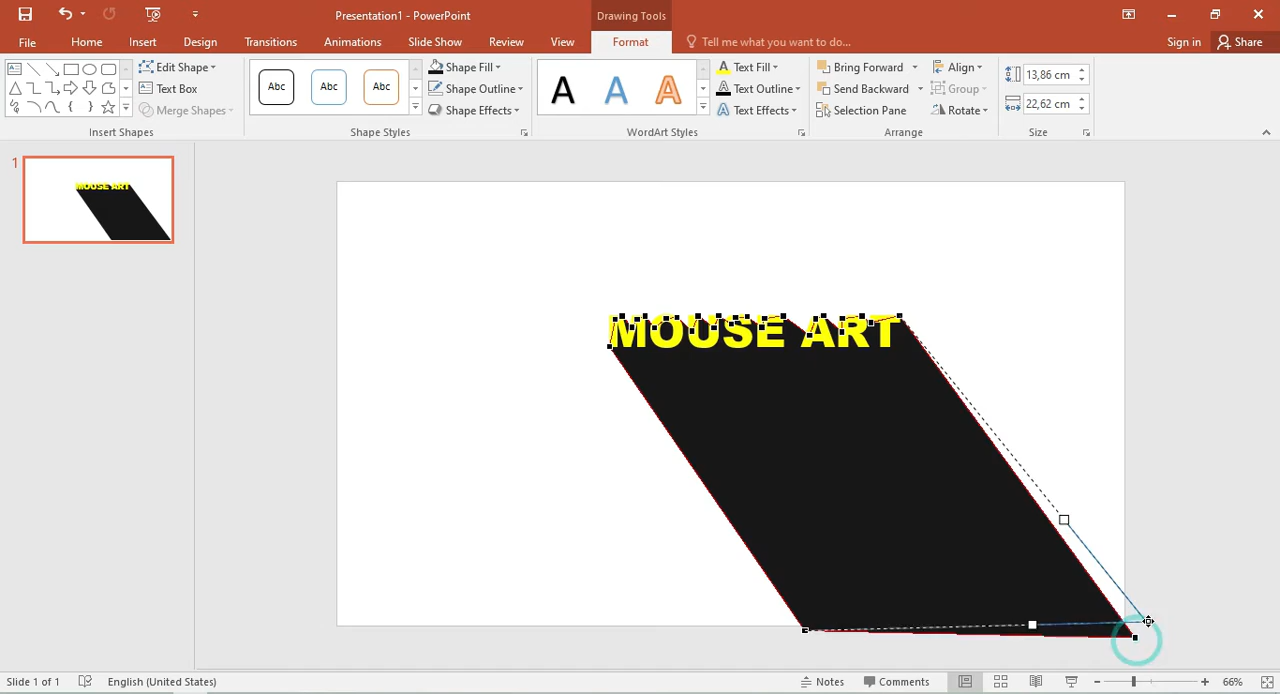 Presentation1 - PowerPoint
Drawing Tools
Sign in
Share
File
Home
Insert
Design
Transitions
Animations
Slide Show
Review
View
Format
Tell me what you want to do...
Edit Shape
Text Box
Merge Shapes
Insert Shapes
Abc
Abc
Abc
Shape Fill
Shape Outline
Shape Effects
Shape Styles
A
A
A
Text Fill
Text Outline
Text Effects
WordArt Styles
Bring Forward
Send Backward
Selection Pane
Align
Group
Rotate
Arrange
13,86 cm
22,62 cm
Size
1
MOUSE ART
MOUSE ART
Slide 1 of 1
English (United States)
Notes
Comments
66%